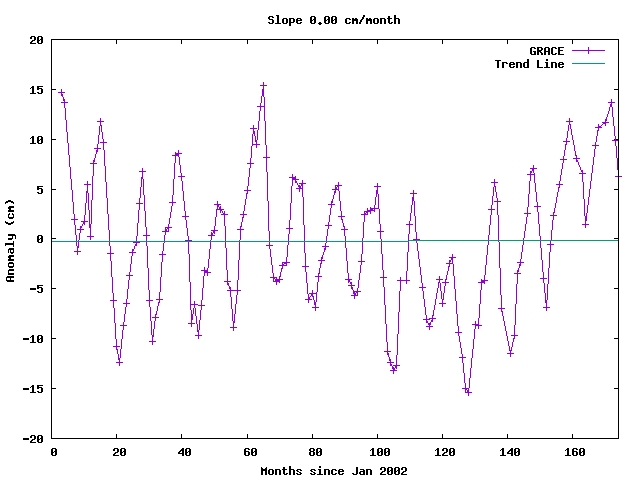 Slope 0.00 cm/month
GRACE
Trend Line
Anomaly (cm)
20
15
10
5
0
-5
-10
-15
-20
0 20 40 60 80 100 120 140 160
Months since Jan 2002